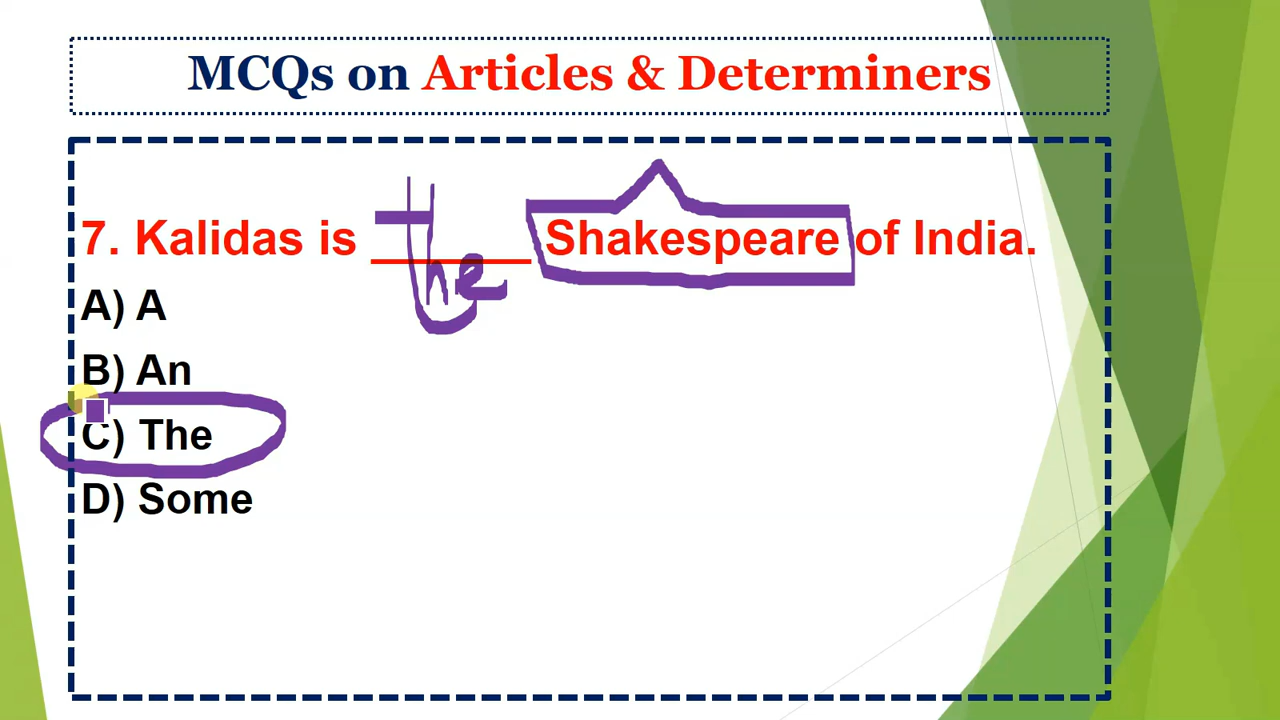 MCQs on Articles & Determiners
7. Kalidas is the Shakespeare of India.
A) A
B) An
C) The
D) Some